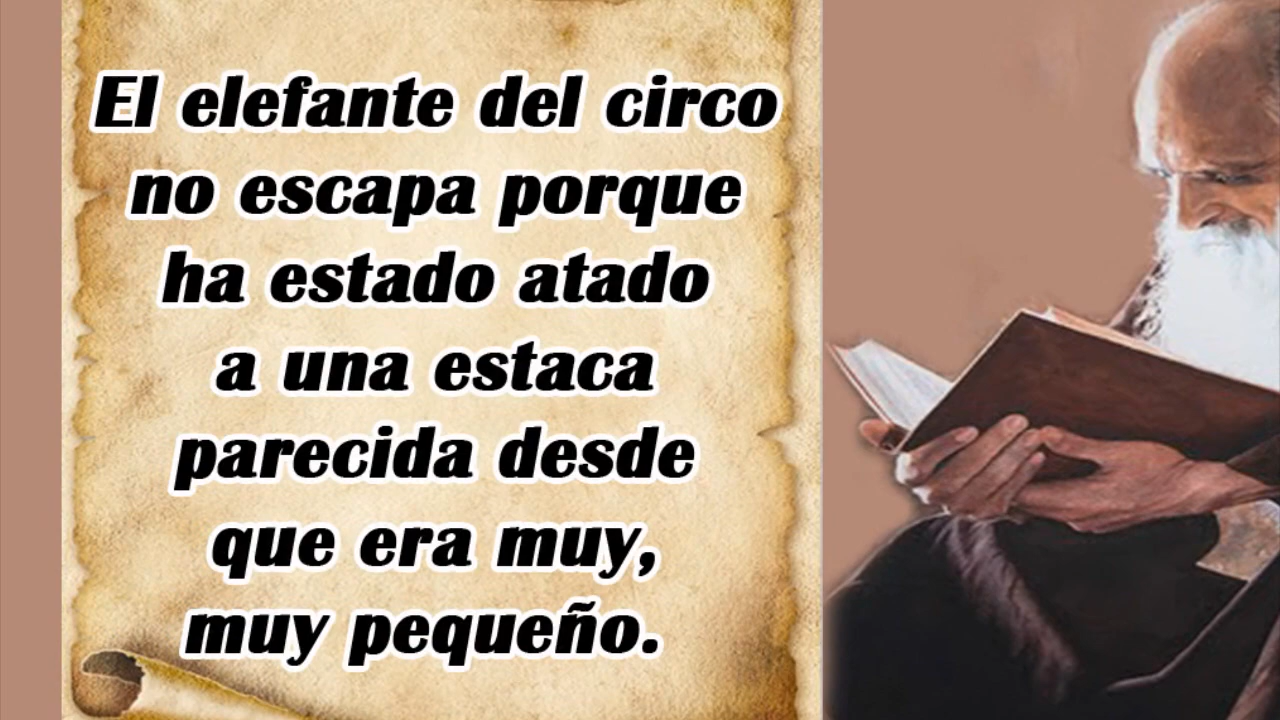 El elefante del circo
no escapa porque
ha estado atado
a una estaca
parecida desde
que era muy,
muy pequeño.